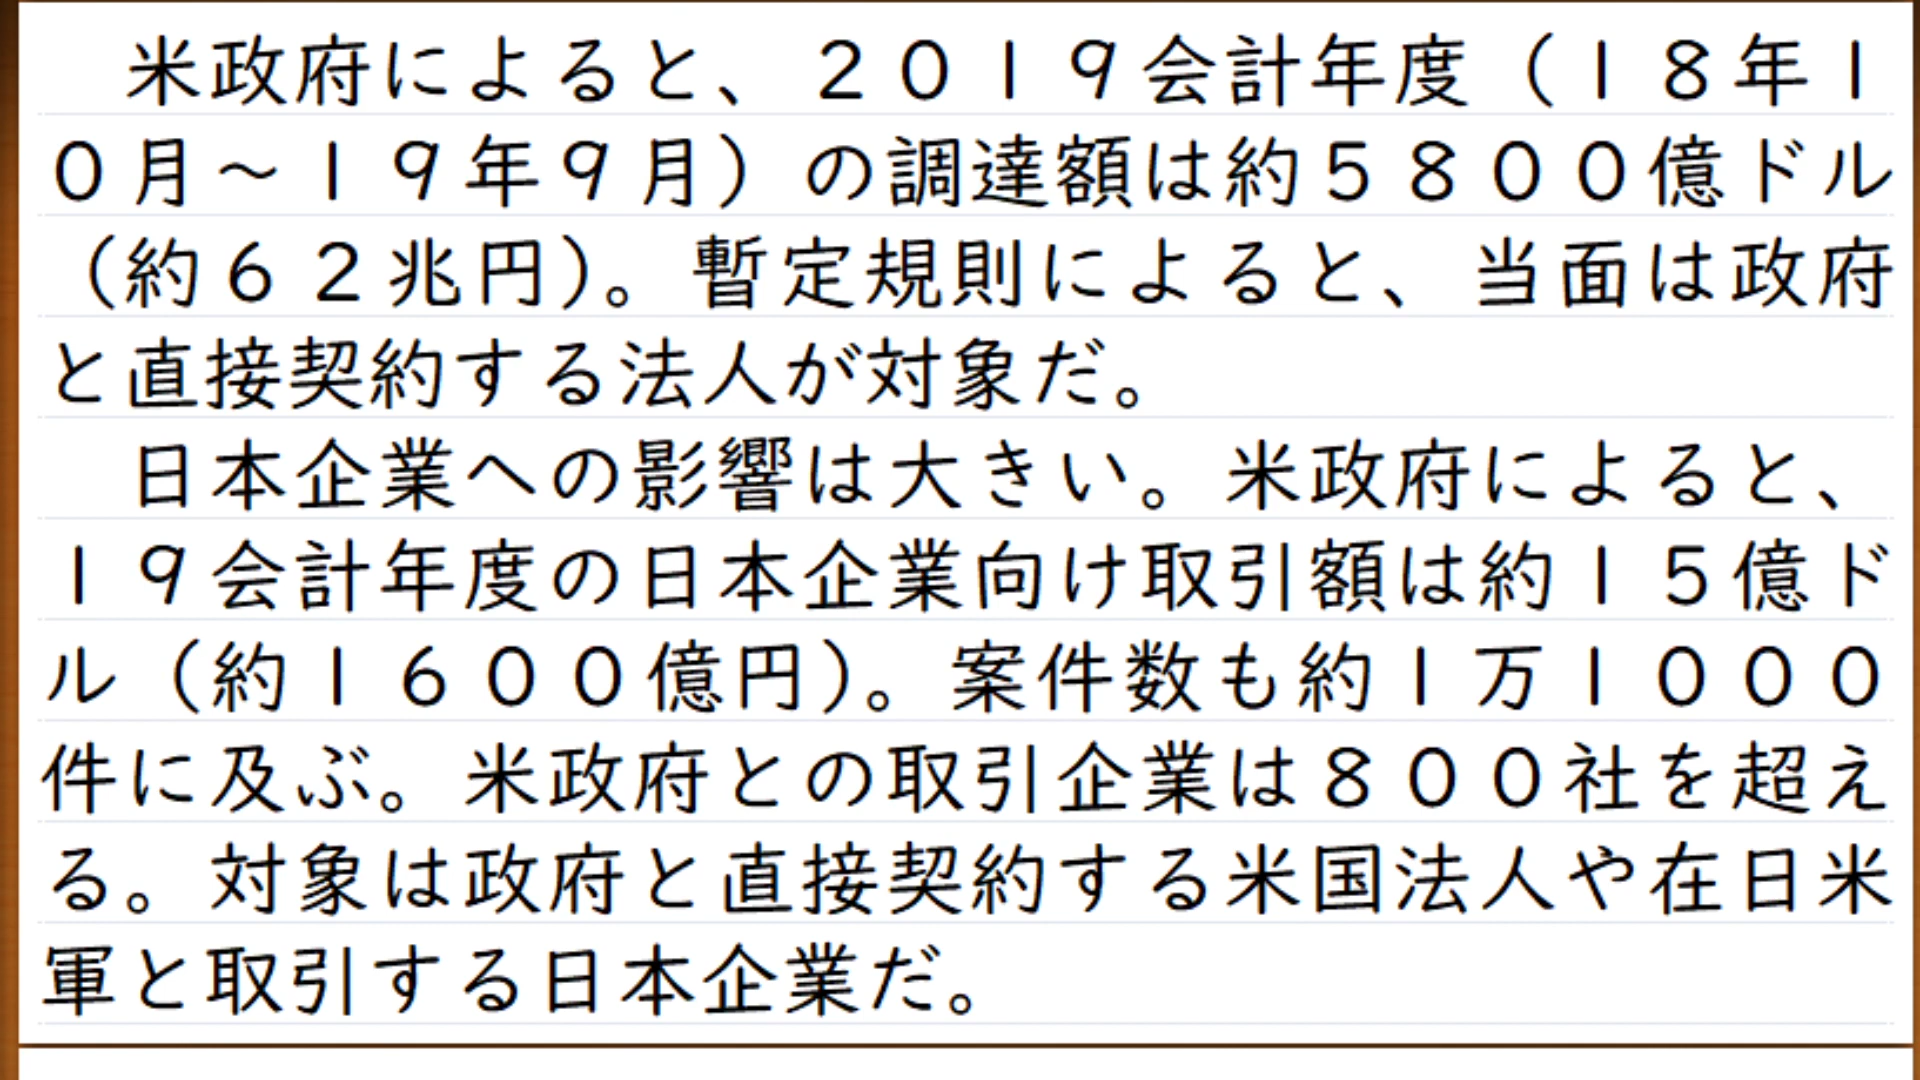 米政府によると、２０１９会計年度（１８年１
０月～１９年９月）の調達額は約５８００億ドル
（約６２兆円）。暫定規則によると、当面は政府
と直接契約する法人が対象だ。
　日本企業への影響は大きい。米政府によると、
１９会計年度の日本企業向け取引額は約１５億ド
ル（約１６００億円）。案件数も約１万１０００
件に及ぶ。米政府との取引企業は８００社を超え
る。対象は政府と直接契約する米国法人や在日米
軍と取引する日本企業だ。